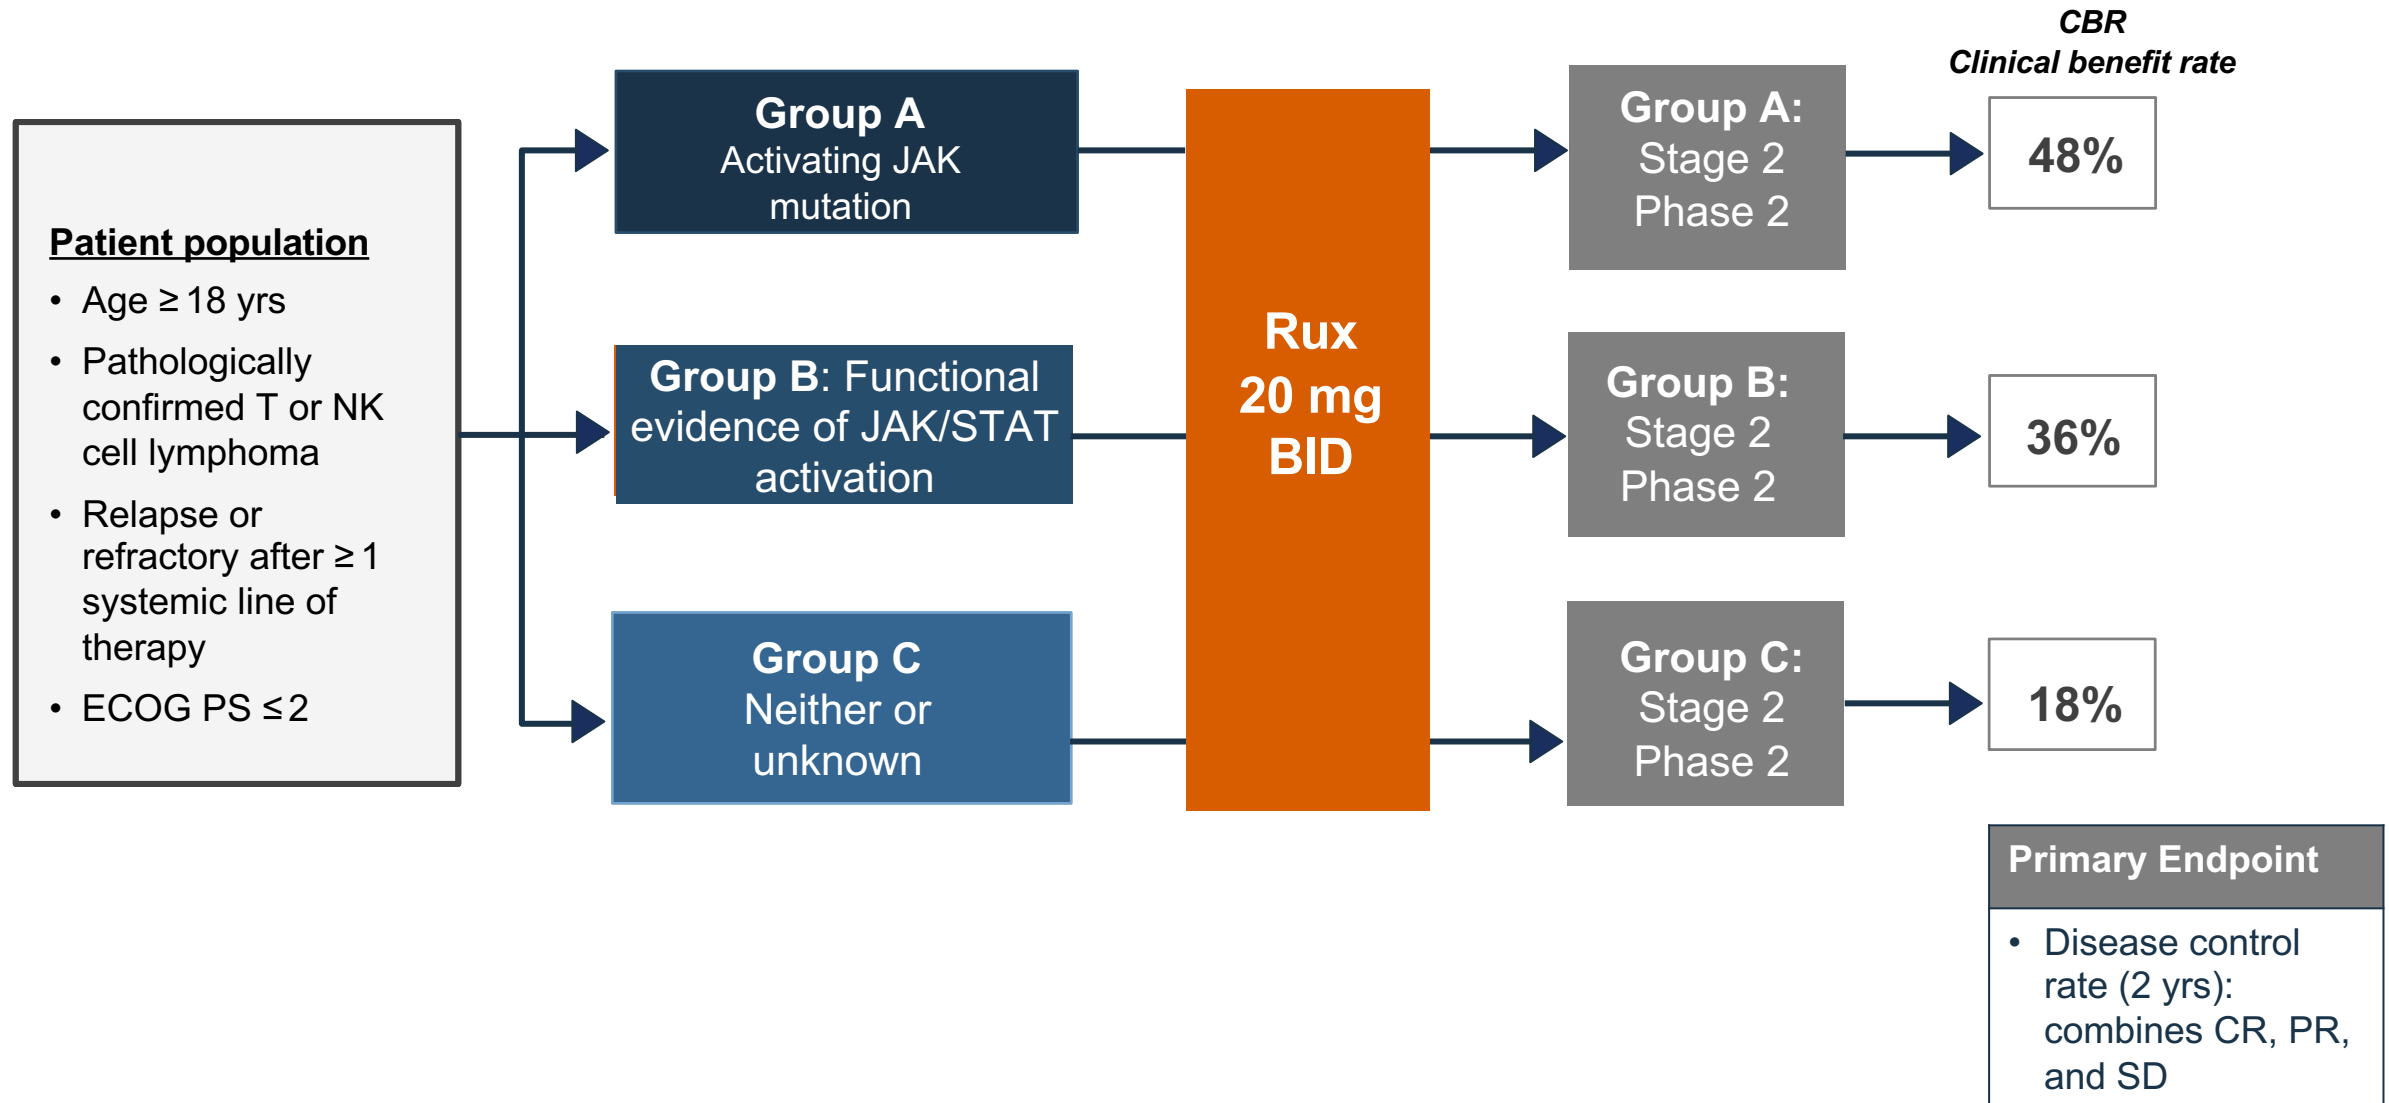 CBR
Clinical benefit rate
Patient population
• Age ≥ 18 yrs
• Pathologically
confirmed T or NK
cell lymphoma
• Relapse or
refractory after ≥ 1
systemic line of
therapy
• ECOG PS ≤ 2
Group A
Activating JAK
mutation
Group B: Functional
evidence of JAK/STAT
activation
Group C
Neither or
unknown
Rux
20 mg
BID
Group A:
Stage 2
Phase 2
48%
Group B:
Stage 2
Phase 2
36%
Group C:
Stage 2
Phase 2
18%
Primary Endpoint
• Disease control
rate (2 yrs):
combines CR, PR,
and SD